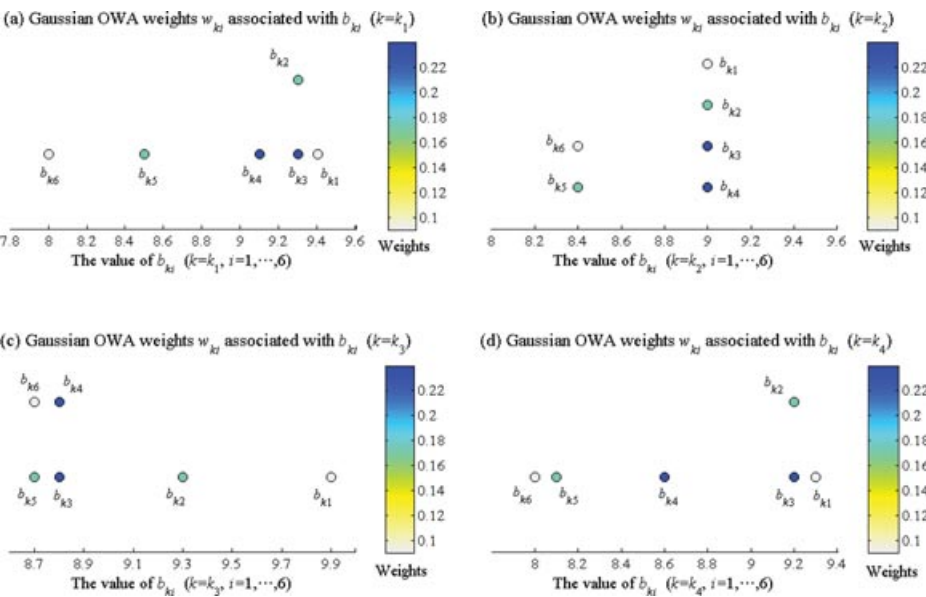 (a) Gaussian OWA weights w_ki associated with b_ki (k=k_1)
b_k2
b_k6
b_k5
b_k4
b_k3
b_k1
0.22
0.2
0.18
0.16
0.14
0.12
0.1
Weights
7.8 8 8.2 8.4 8.6 8.8 9 9.2 9.4 9.6
The value of b_ki (k=k_1, i=1,⋯,6)
(b) Gaussian OWA weights w_ki associated with b_ki (k=k_2)
b_k1
b_k2
b_k6
b_k3
b_k5
b_k4
0.22
0.2
0.18
0.16
0.14
0.12
0.1
Weights
8 8.2 8.4 8.6 8.8 9 9.2 9.4 9.6
The value of b_ki (k=k_2, i=1,⋯,6)
(c) Gaussian OWA weights w_ki associated with b_ki (k=k_3)
b_k6
b_k4
b_k5
b_k3
b_k2
b_k1
0.22
0.2
0.18
0.16
0.14
0.12
0.1
Weights
8.7 8.9 9.1 9.3 9.5 9.7 9.9
The value of b_ki (k=k_3, i=1,⋯,6)
(d) Gaussian OWA weights w_ki associated with b_ki (k=k_4)
b_k2
b_k6
b_k5
b_k4
b_k3
b_k1
0.22
0.2
0.18
0.16
0.14
0.12
0.1
Weights
8 8.2 8.4 8.6 8.8 9 9.2 9.4
The value of b_ki (k=k_4, i=1,⋯,6)